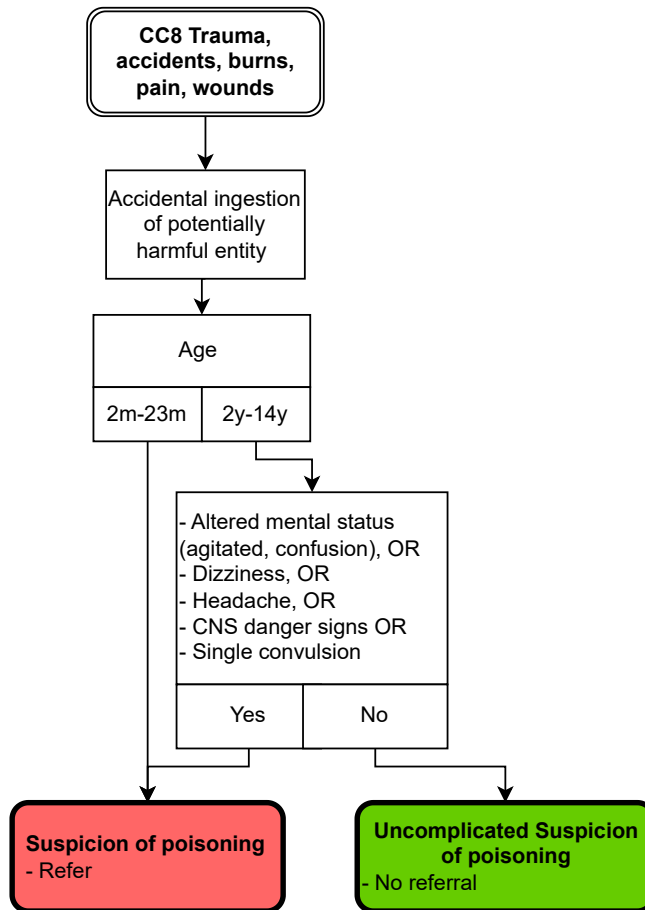 CC8 Trauma,
accidents, burns,
pain, wounds
Accidental ingestion
of potentially
harmful entity
Age
2m-23m
2y-14y
- Altered mental status
(agitated, confusion), OR
- Dizziness, OR
- Headache, OR
- CNS danger signs OR
- Single convulsion
Yes
No
Suspicion of poisoning
- Refer
Uncomplicated Suspicion
of poisoning
- No referral